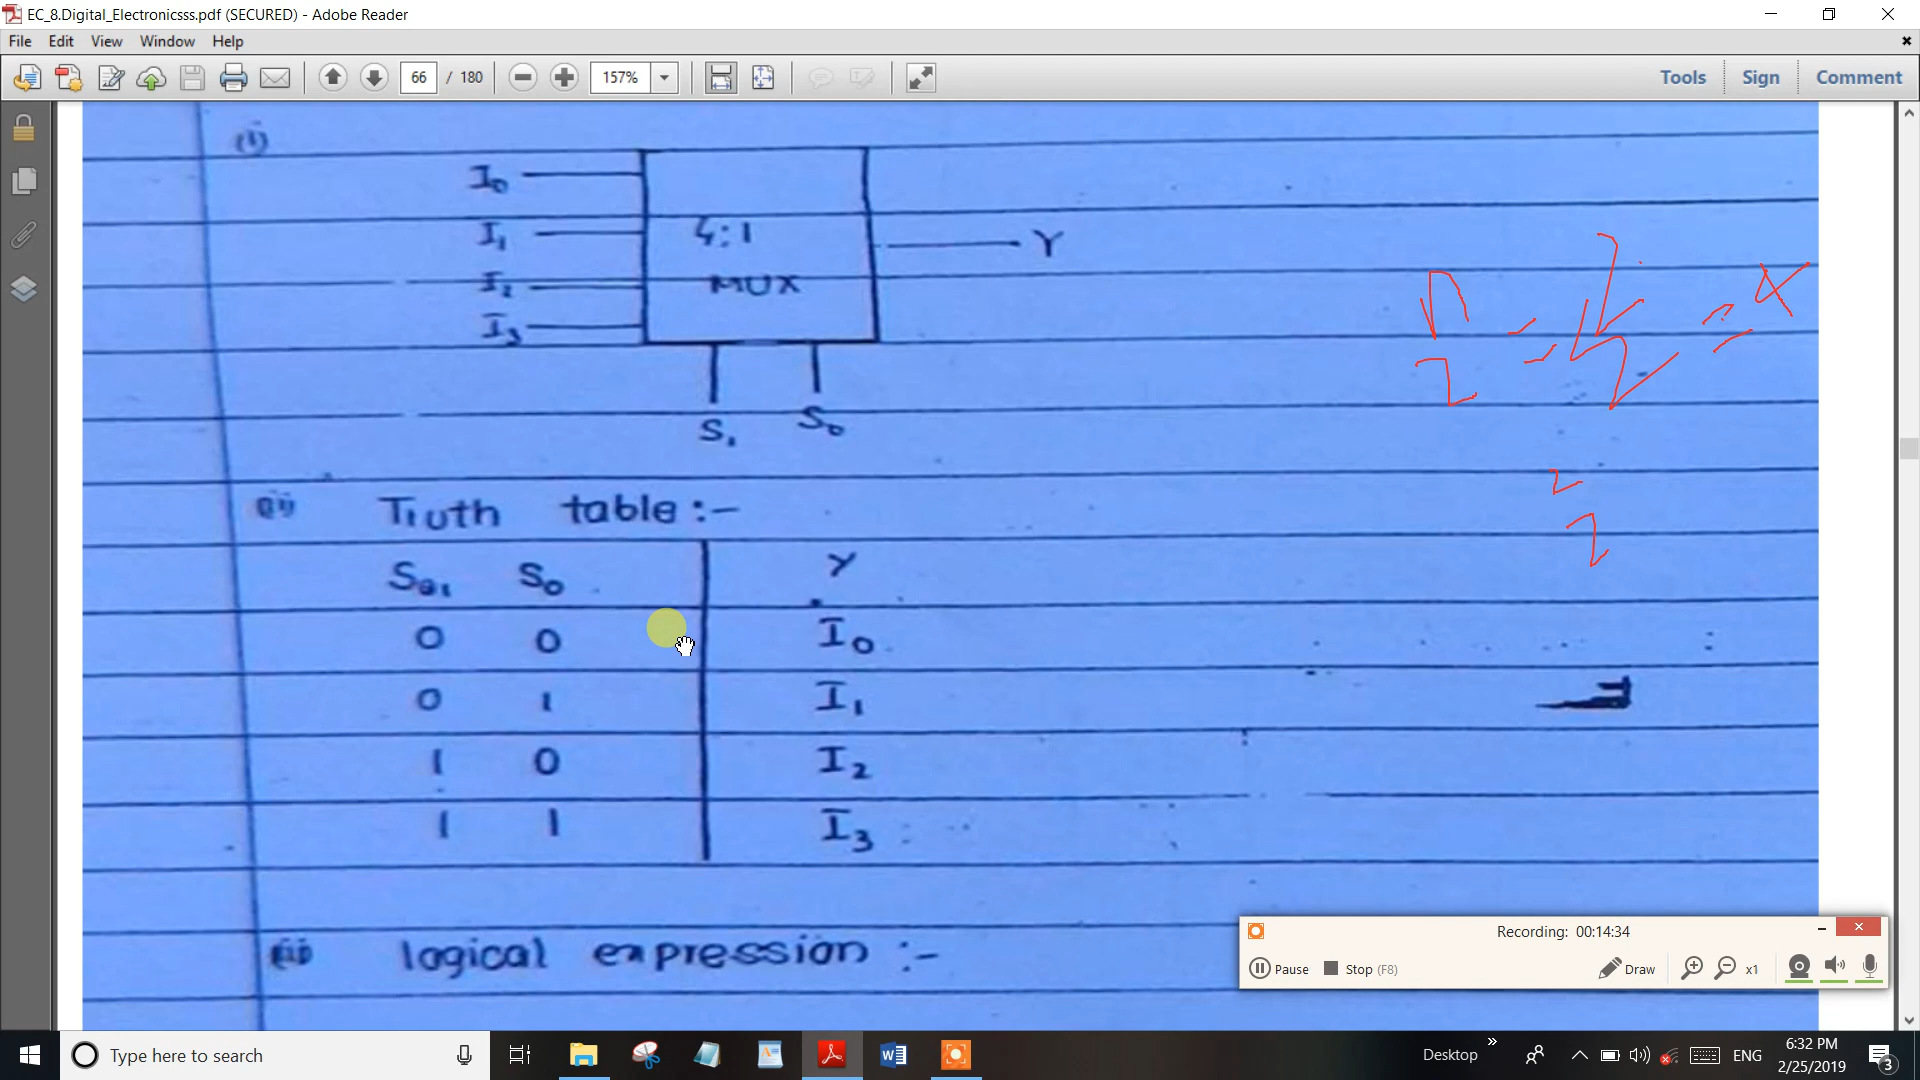 EC_8.Digital_Electronicsss.pdf (SECURED) - Adobe Reader
File Edit View Window Help
66 / 180 157% Tools Sign Comment
(i)
I0
I1 4:1 Y
I2 MUX
I3
S1 S0
(ii) Truth table :-
S1 S0 Y
0 0 I0
0 1 I1
1 0 I2
1 1 I3
(iii) logical expression :-
Recording: 00:14:34
Pause Stop (F8) Draw x1
Type here to search
Desktop » ENG 6:32 PM
2/25/2019 3